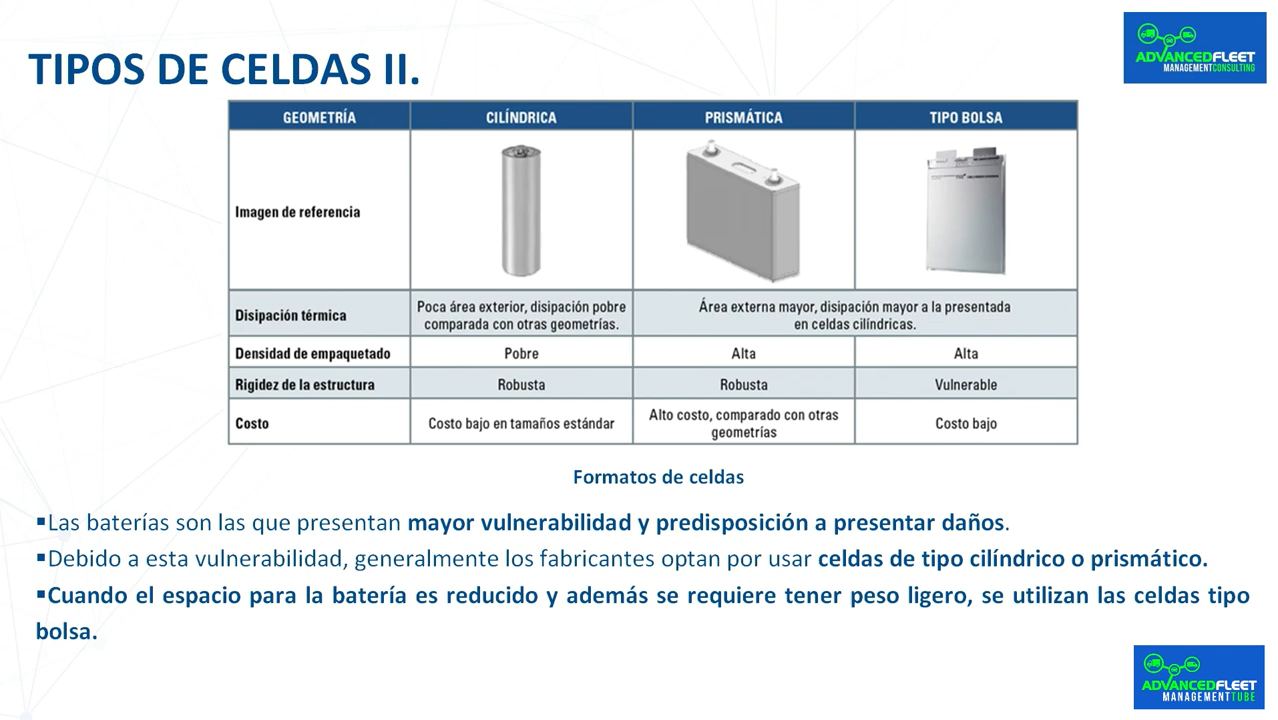 ADVANCEDFLEET
MANAGEMENTCONSULTING
TIPOS DE CELDAS II.
GEOMETRÍA CILÍNDRICA PRISMÁTICA TIPO BOLSA
Imagen de referencia
Disipación térmica
Poca área exterior, disipación pobre
comparada con otras geometrías.
Área externa mayor, disipación mayor a la presentada
en celdas cilíndricas.
Densidad de empaquetado Pobre Alta Alta
Rigidez de la estructura Robusta Robusta Vulnerable
Costo
Costo bajo en tamaños estándar
Alto costo, comparado con otras
geometrías
Costo bajo
Formatos de celdas
▪Las baterías son las que presentan mayor vulnerabilidad y predisposición a presentar daños.
▪Debido a esta vulnerabilidad, generalmente los fabricantes optan por usar celdas de tipo cilíndrico o prismático.
▪Cuando el espacio para la batería es reducido y además se requiere tener peso ligero, se utilizan las celdas tipo
bolsa.
ADVANCEDFLEET
MANAGEMENTTUBE